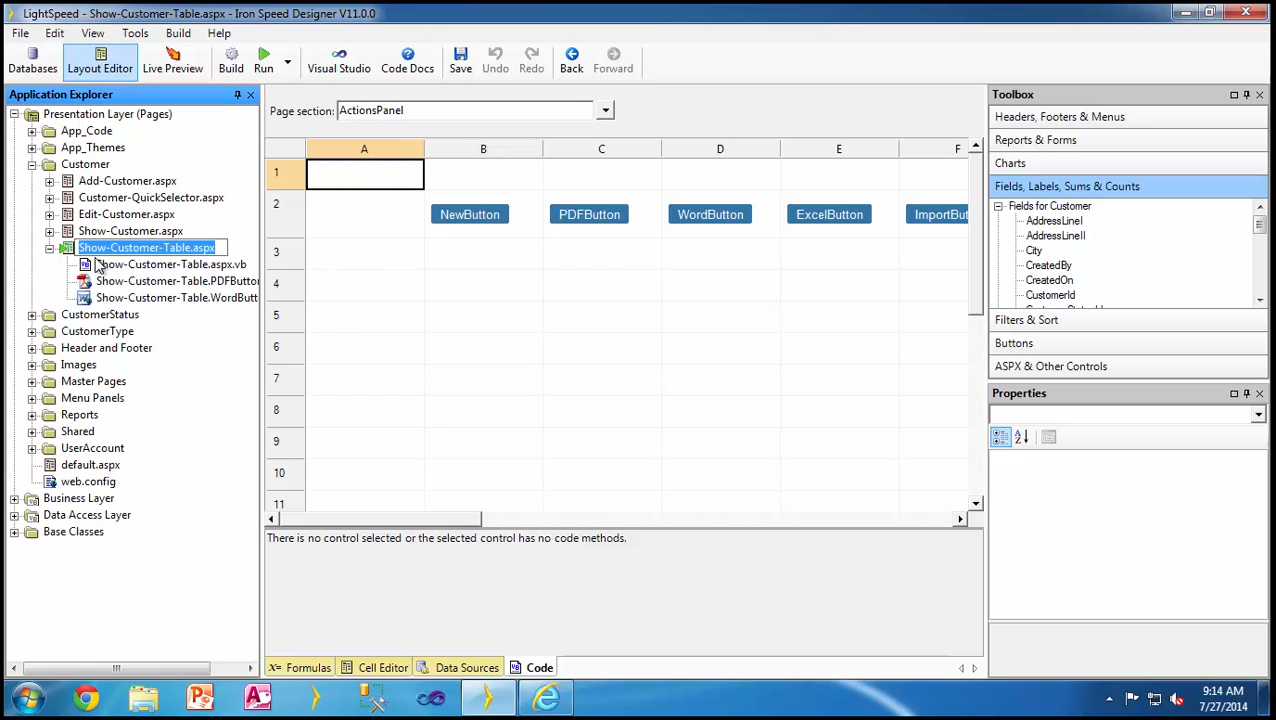 LightSpeed - Show-Customer-Table.aspx - Iron Speed Designer V11.0.0
File Edit View Tools Build Help
Databases Layout Editor Live Preview Build Run Visual Studio Code Docs Save Undo Redo Back Forward
Application Explorer
Presentation Layer (Pages)
App_Code
App_Themes
Customer
Add-Customer.aspx
Customer-QuickSelector.aspx
Edit-Customer.aspx
Show-Customer.aspx
Show-Customer-Table.aspx
Show-Customer-Table.aspx.vb
Show-Customer-Table.PDFButton
Show-Customer-Table.WordButt
CustomerStatus
CustomerType
Header and Footer
Images
Master Pages
Menu Panels
Reports
Shared
UserAccount
default.aspx
web.config
Business Layer
Data Access Layer
Base Classes
Page section: ActionsPanel
A B C D E F
1
2 NewButton PDFButton WordButton ExcelButton ImportBut
3
4
5
6
7
8
9
10
11
There is no control selected or the selected control has no code methods.
Formulas Cell Editor Data Sources Code
Toolbox
Headers, Footers & Menus
Reports & Forms
Charts
Fields, Labels, Sums & Counts
Fields for Customer
AddressLineI
AddressLineII
City
CreatedBy
CreatedOn
CustomerId
Filters & Sort
Buttons
ASPX & Other Controls
Properties
9:14 AM
7/27/2014